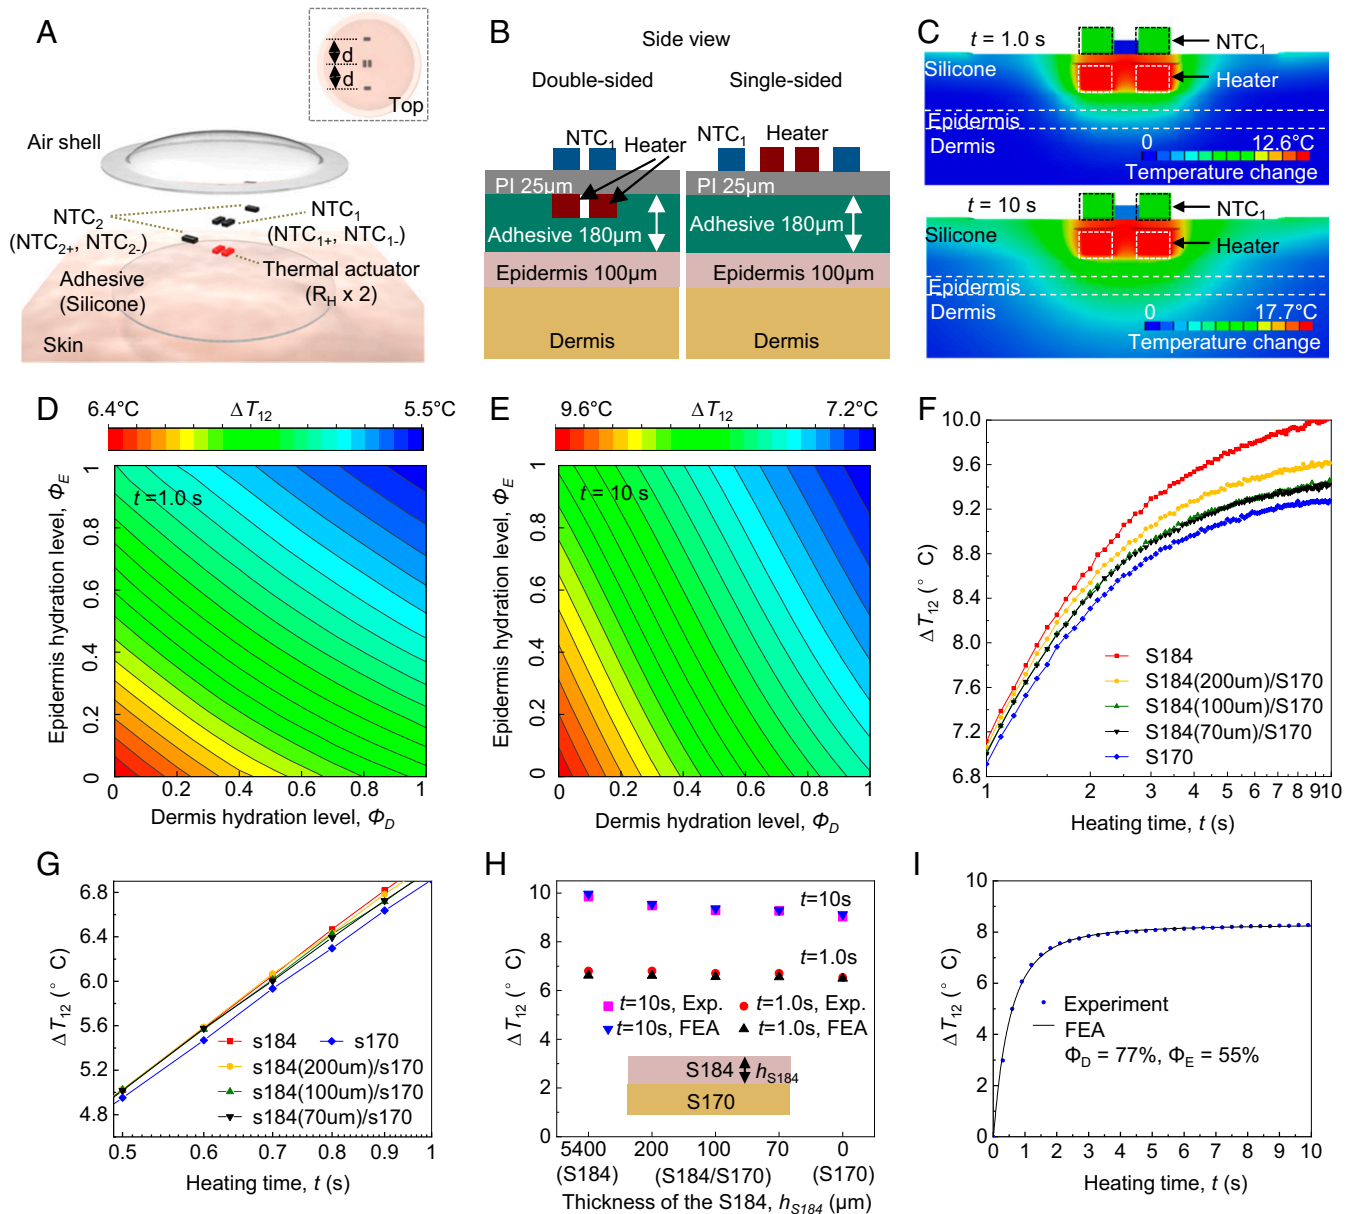 A
d
d
Top
Air shell
NTC2
(NTC2+, NTC2-)
NTC1
(NTC1+, NTC1-)
Adhesive
(Silicone)
Thermal actuator
(RH x 2)
Skin
B
Side view
Double-sided
Single-sided
NTC1
Heater
NTC1
Heater
PI 25μm
PI 25μm
Adhesive 180μm
Adhesive 180μm
Epidermis 100μm
Epidermis 100μm
Dermis
Dermis
C
t = 1.0 s
NTC1
Silicone
Heater
Epidermis
Dermis
0
12.6°C
Temperature change
t = 10 s
NTC1
Silicone
Heater
Epidermis
Dermis
0
17.7°C
Temperature change
D
6.4°C ΔT12 5.5°C
t =1.0 s
Epidermis hydration level, ΦE
0 0.2 0.4 0.6 0.8 1
0 0.2 0.4 0.6 0.8 1
Dermis hydration level, ΦD
E
9.6°C ΔT12 7.2°C
t = 10 s
Epidermis hydration level, ΦE
0 0.2 0.4 0.6 0.8 1
0 0.2 0.4 0.6 0.8 1
Dermis hydration level, ΦD
F
ΔT12 (° C)
10.0
9.6
9.2
8.8
8.4
8.0
7.6
7.2
6.8
S184
S184(200um)/S170
S184(100um)/S170
S184(70um)/S170
S170
1 2 3 4 5 6 7 8 9 10
Heating time, t (s)
G
ΔT12 (° C)
6.8
6.4
6.0
5.6
5.2
4.8
s184 s170
s184(200um)/s170
s184(100um)/s170
s184(70um)/s170
0.5 0.6 0.7 0.8 0.9 1
Heating time, t (s)
H
ΔT12 (° C)
10
8
6
4
2
0
t=10s
t=1.0s
t=10s, Exp. t=1.0s, Exp.
t=10s, FEA t=1.0s, FEA
S184 hS184
S170
5400 200 100 70 0
(S184) (S184/S170) (S170)
Thickness of the S184, hS184 (μm)
I
ΔT12 (° C)
10
8
6
4
2
0
Experiment
FEA
ΦD = 77%, ΦE = 55%
0 1 2 3 4 5 6 7 8 9 10
Heating time, t (s)